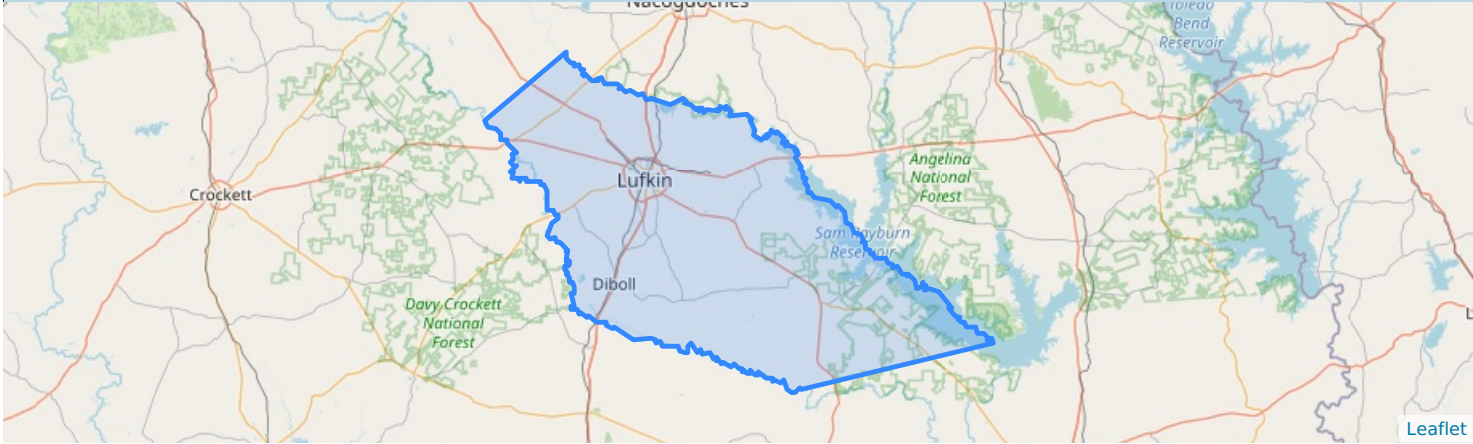 Nacogdoches
Toledo
Bend
Reservoir
Angelina
National
Forest
Lufkin
Crockett
Sam Rayburn
Reservoir
Diboll
Davy Crockett
National
Forest
L
Leaflet